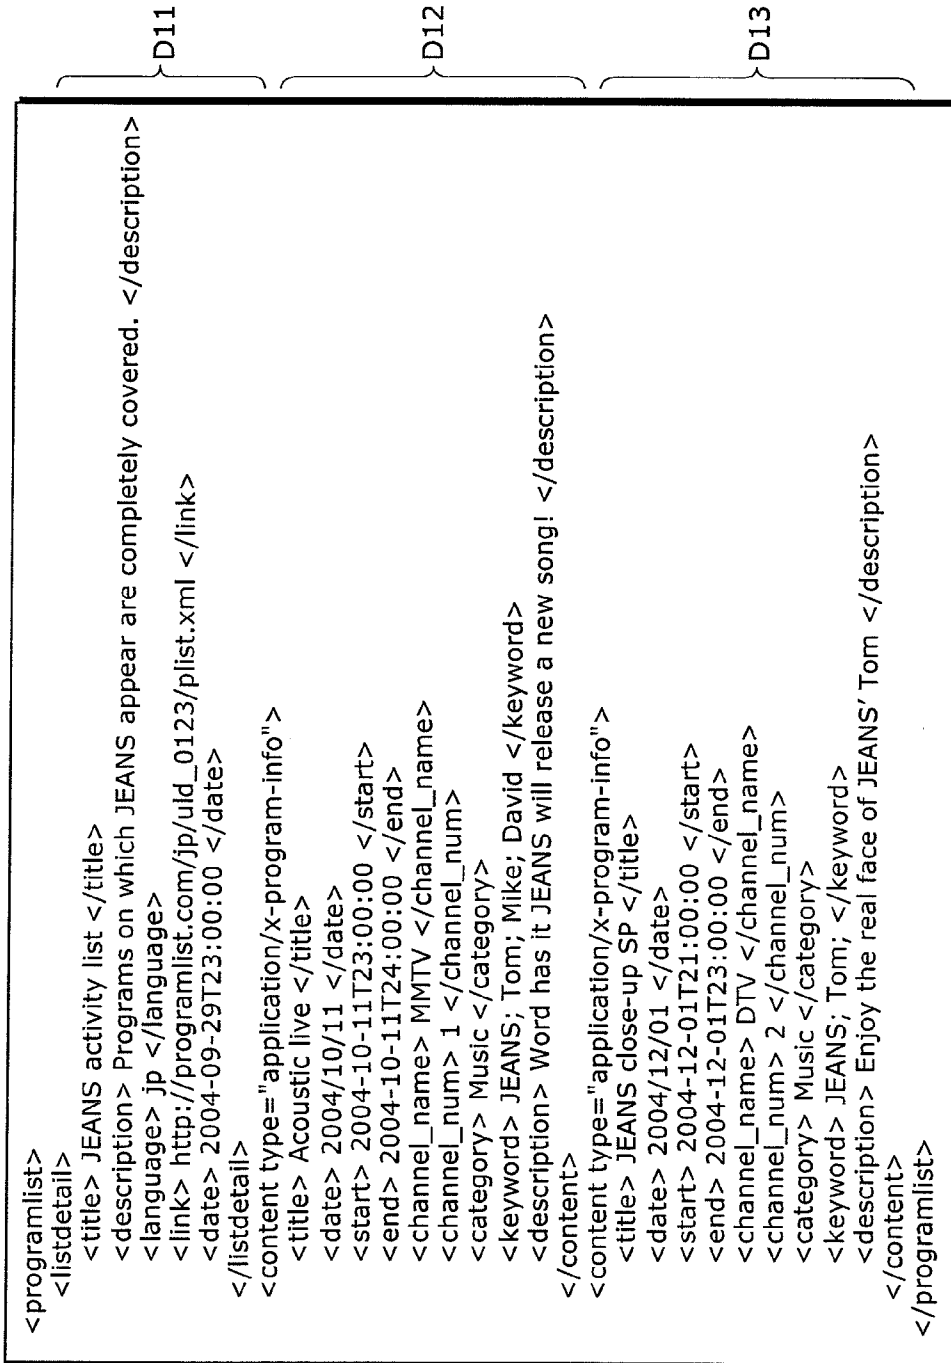 <programlist>
<listdetail>
<title> JEANS activity list </title>
<description> Programs on which JEANS appear are completely covered. </description>
<language> jp </language>
<link> http://programlist.com/jp/uId_0123/plist.xml </link>
<date> 2004-09-29T23:00:00 </date>
</listdetail>
<content type="application/x-program-info">
<title> Acoustic live </title>
<date> 2004/10/11 </date>
<start> 2004-10-11T23:00:00 </start>
<end> 2004-10-11T24:00:00 </end>
<channel_name> MMTV </channel_name>
<channel_num> 1 </channel_num>
<category> Music </category>
<keyword> JEANS; Tom; Mike; David </keyword>
<description> Word has it JEANS will release a new song! </description>
</content>
<content type="application/x-program-info">
<title> JEANS close-up SP </title>
<date> 2004/12/01 </date>
<start> 2004-12-01T21:00:00 </start>
<end> 2004-12-01T23:00:00 </end>
<channel_name> DTV </channel_name>
<channel_num> 2 </channel_num>
<category> Music </category>
<keyword> JEANS; Tom; </keyword>
<description> Enjoy the real face of JEANS' Tom </description>
</content>
</programlist>
D11
D12
D13